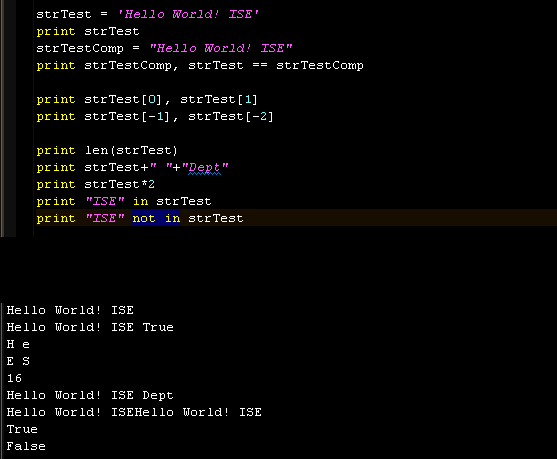 strTest = 'Hello World! ISE'
print strTest
strTestComp = "Hello World! ISE"
print strTestComp, strTest == strTestComp
print strTest[0], strTest[1]
print strTest[-1], strTest[-2]
print len(strTest)
print strTest+" "+"Dept"
print strTest*2
print "ISE" in strTest
print "ISE" not in strTest
Hello World! ISE
Hello World! ISE True
H e
E S
16
Hello World! ISE Dept
Hello World! ISEHello World! ISE
True
False